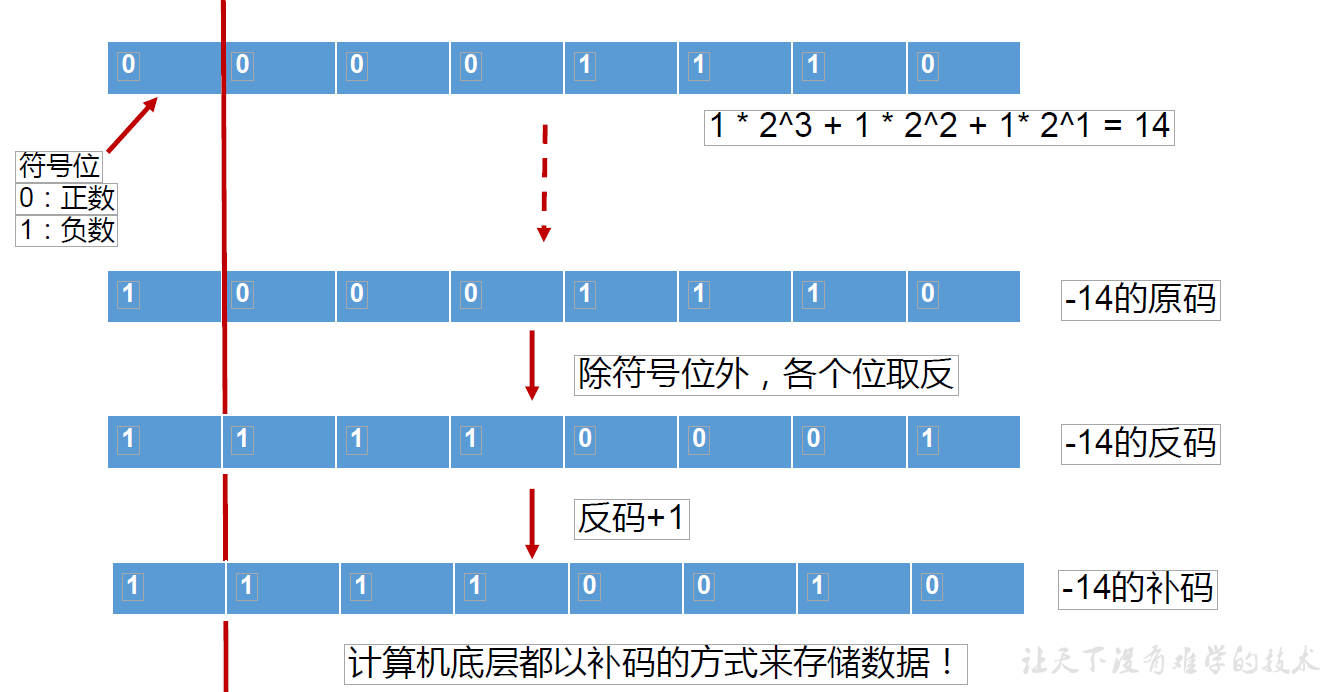 0 0 0 0 1 1 1 0
1 * 2^3 + 1 * 2^2 + 1* 2^1 = 14
符号位
0：正数
1：负数
1 0 0 0 1 1 1 0
-14的原码
除符号位外，各个位取反
1 1 1 1 0 0 0 1
-14的反码
反码+1
1 1 1 1 0 0 1 0
-14的补码
计算机底层都以补码的方式来存储数据！
让天下没有难学的技术